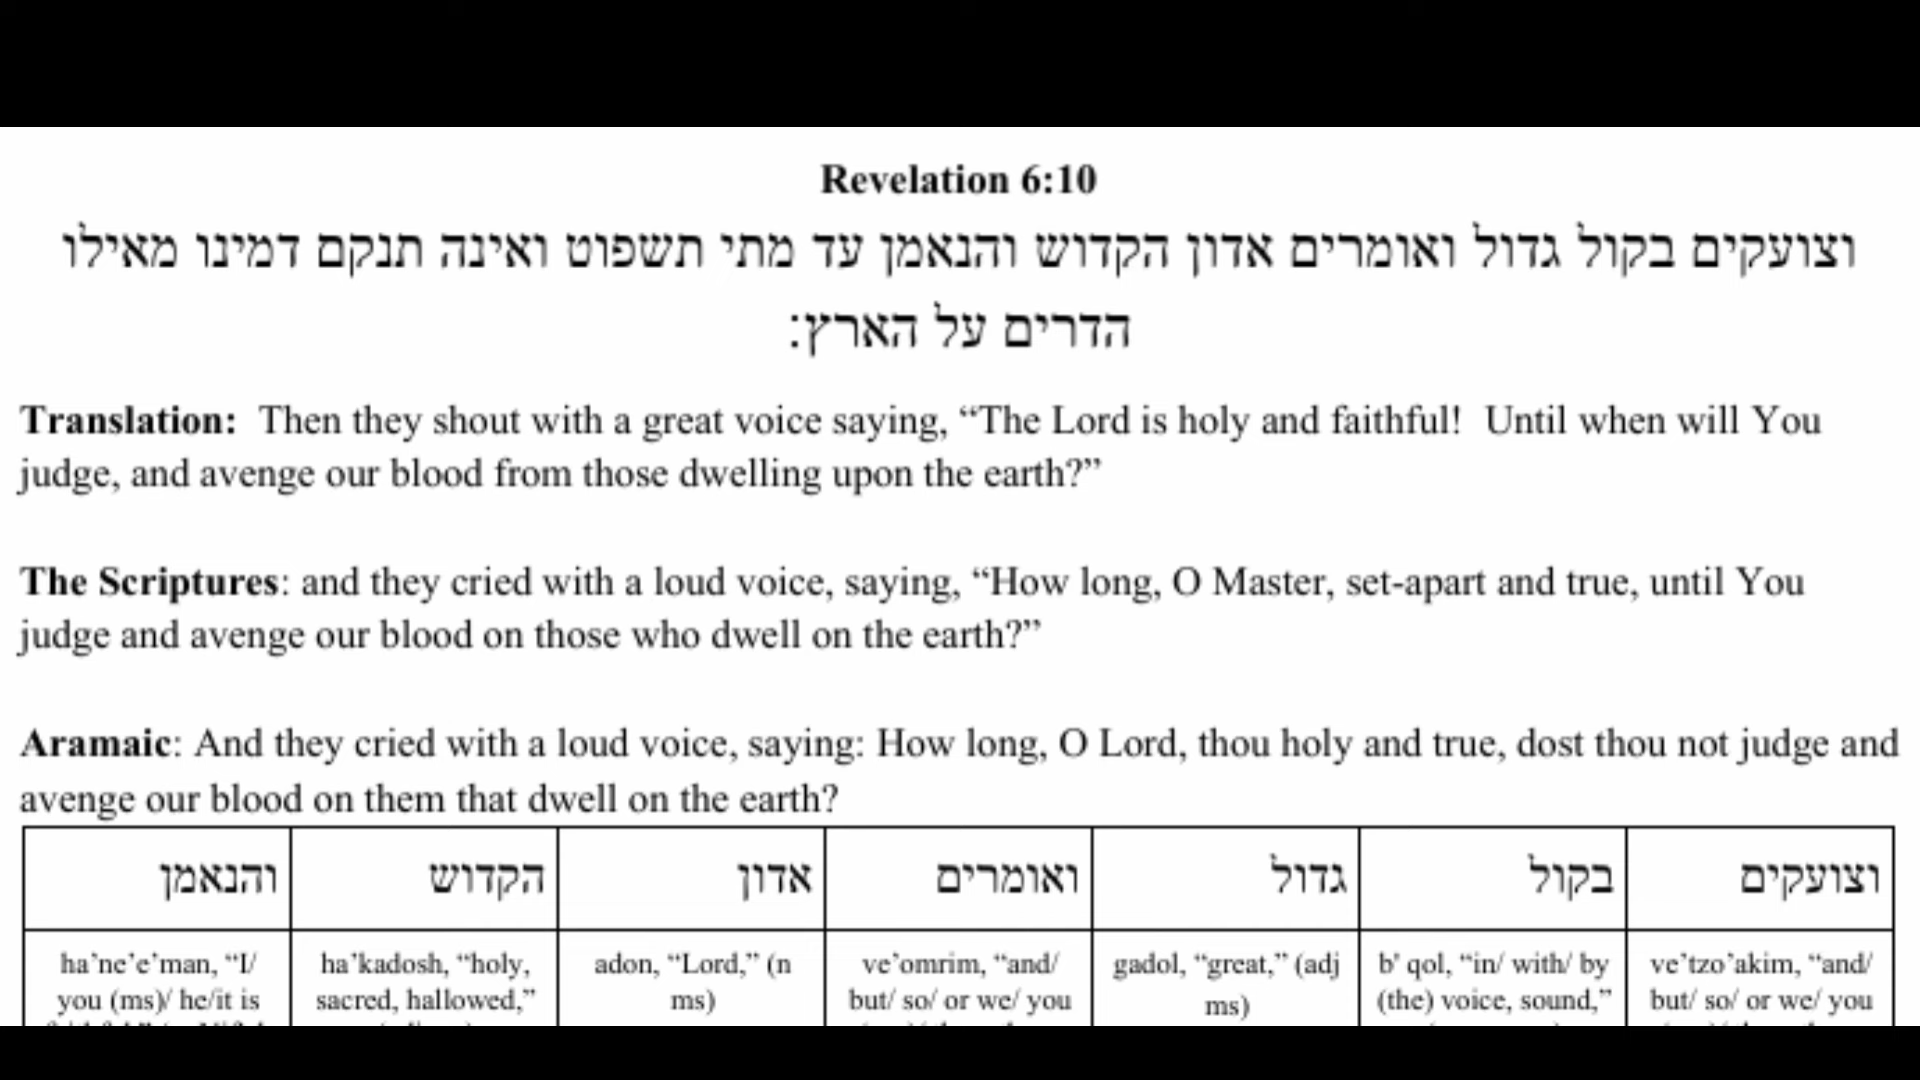 Revelation 6:10
וצועקים בקול גדול ואומרים אדון הקדוש והנאמן עד מתי תשפוט ואינה תנקם דמינו מאילו
הדרים על הארץ:
Translation: Then they shout with a great voice saying, “The Lord is holy and faithful! Until when will You
judge, and avenge our blood from those dwelling upon the earth?”
The Scriptures: and they cried with a loud voice, saying, “How long, O Master, set-apart and true, until You
judge and avenge our blood on those who dwell on the earth?”
Aramaic: And they cried with a loud voice, saying: How long, O Lord, thou holy and true, dost thou not judge and
avenge our blood on them that dwell on the earth?
וצועקים
בקול
גדול
ואומרים
אדון
הקדוש
והנאמן
ve’tzo’akim, “and/
but/ so/ or we/ you
b' qol, “in/ with/ by
(the) voice, sound,”
gadol, “great,” (adj
ms)
ve’omrim, “and/
but/ so/ or we/ you
adon, “Lord,” (n
ms)
ha’kadosh, “holy,
sacred, hallowed,”
ha’ne’e’man, “I/
you (ms)/ he/it is